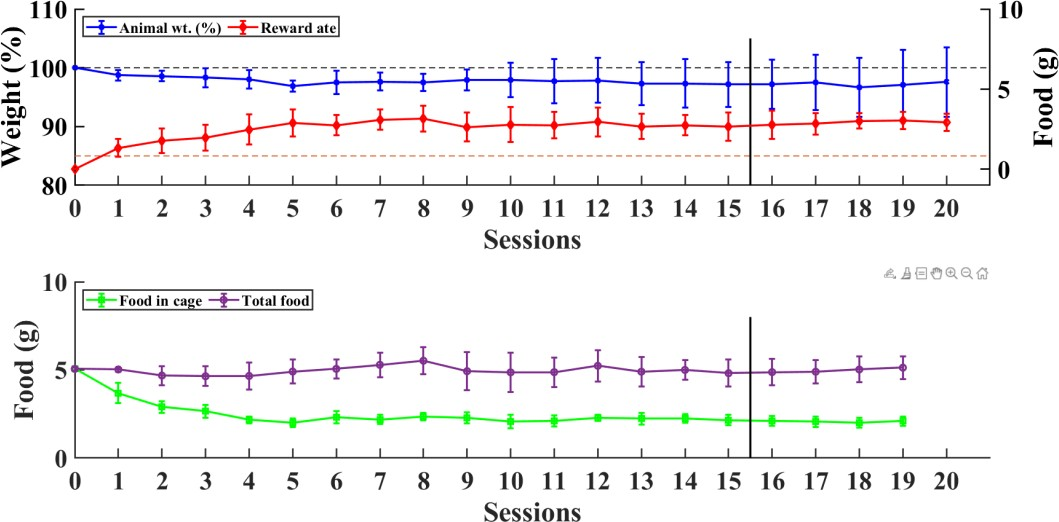 110
100
90
80
Weight (%)
Animal wt. (%) Reward ate
10
5
0
Food (g)
0 1 2 3 4 5 6 7 8 9 10 11 12 13 14 15 16 17 18 19 20
Sessions
10
5
0
Food (g)
Food in cage Total food
0 1 2 3 4 5 6 7 8 9 10 11 12 13 14 15 16 17 18 19 20
Sessions